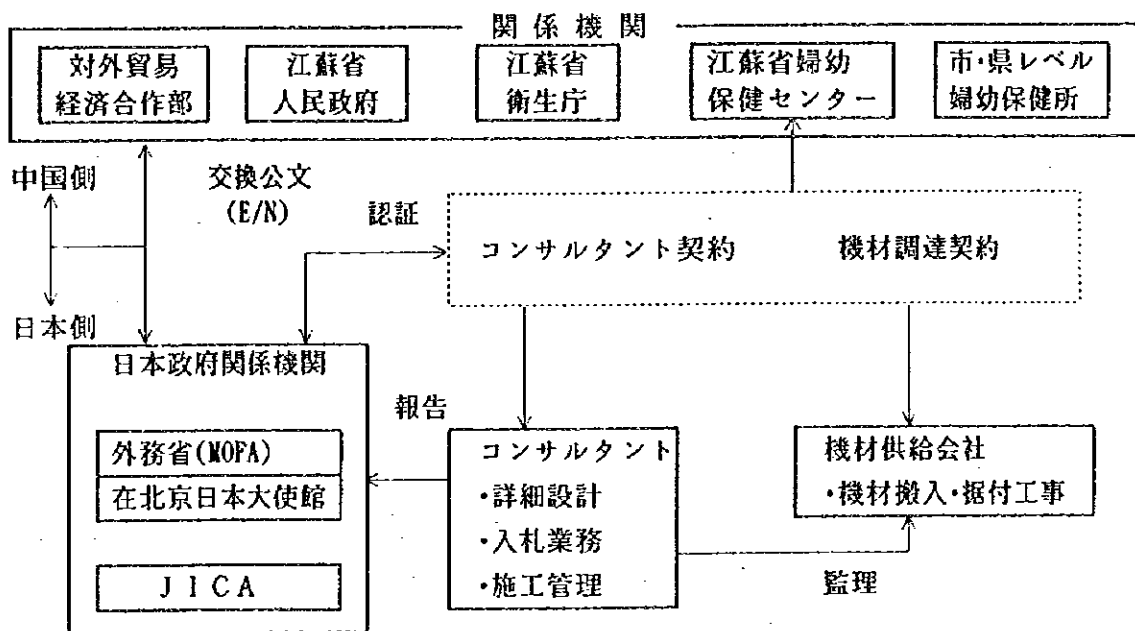 関係機関
対外貿易
経済合作部
江蘇省
人民政府
江蘇省
衛生庁
江蘇省婦幼
保健センター
市・県レベル
婦幼保健所
中国側
日本側
交換公文
(E/N)
認証
コンサルタント契約
機材調達契約
日本政府関係機関
外務省(MOFA)
在北京日本大使館
JICA
報告
コンサルタント
・詳細設計
・入札業務
・施工管理
機材供給会社
・機材搬入・据付工事
監理